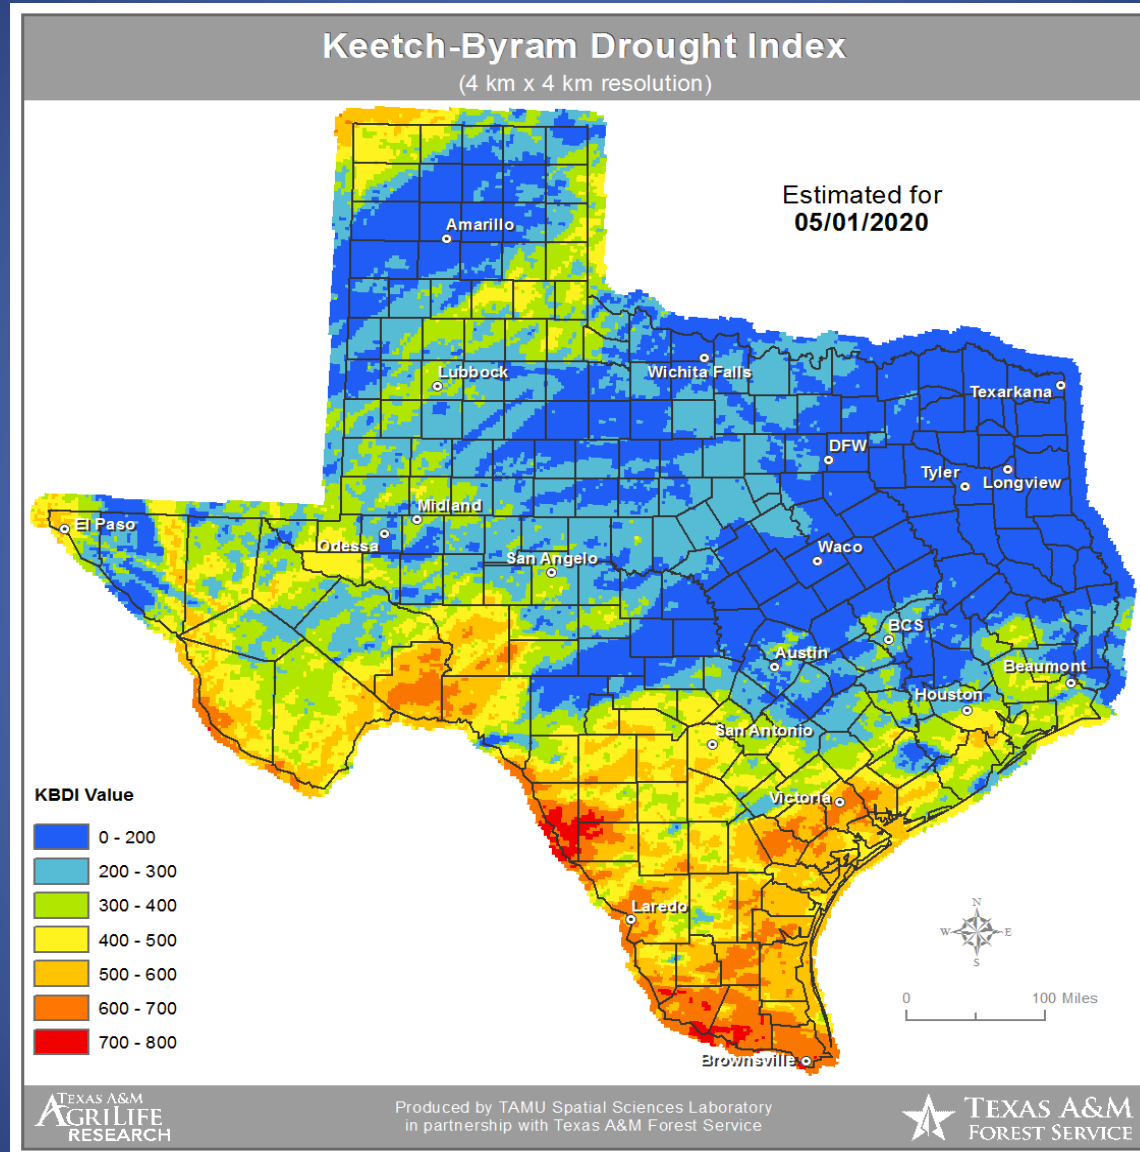 Keetch-Byram Drought Index
(4 km x 4 km resolution)
Estimated for
05/01/2020
Amarillo
Lubbock
Wichita Falls
Texarkana
DFW
Tyler
Longview
Midland
El Paso
Odessa
San Angelo
Waco
BCS
Austin
Beaumont
Houston
San Antonio
Victoria
Laredo
Brownsville
KBDI Value
0 - 200
200 - 300
300 - 400
400 - 500
500 - 600
600 - 700
700 - 800
N
W E
S
0 100 Miles
TEXAS A&M
AGRILIFE
RESEARCH
Produced by TAMU Spatial Sciences Laboratory
in partnership with Texas A&M Forest Service
TEXAS A&M
FOREST SERVICE